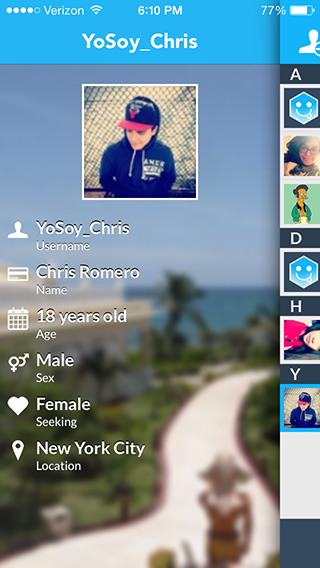 Verizon 6:10 PM 77%
YoSoy_Chris
A
YoSoy_Chris
Username
Chris Romero
Name
18 years old
Age
Male
Sex
Female
Seeking
New York City
Location
D
H
Y